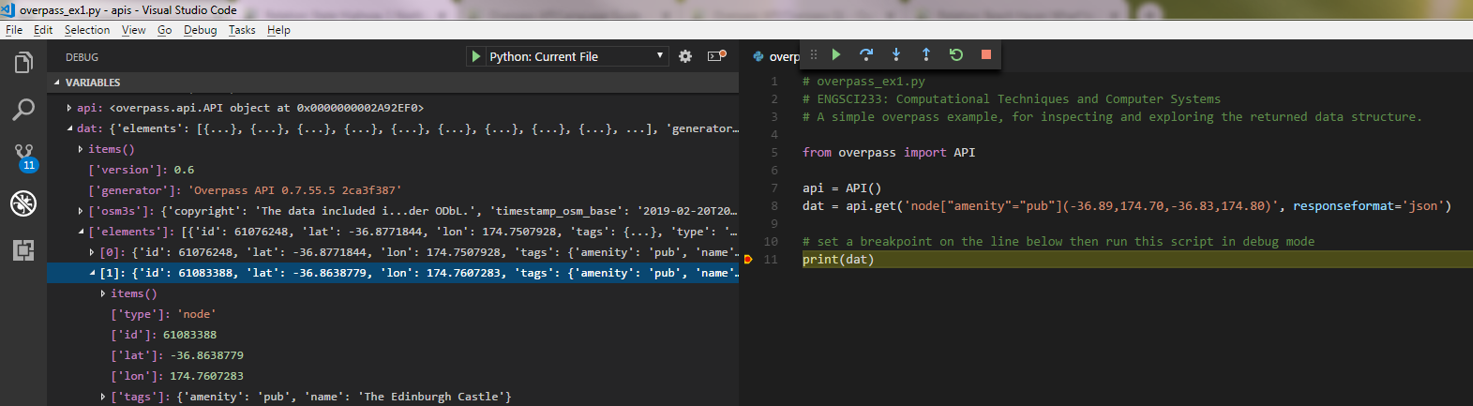 overpass_ex1.py - apis - Visual Studio Code
File Edit Selection View Go Debug Tasks Help
DEBUG
Python: Current File
VARIABLES
api: <overpass.api.API object at 0x0000000002A92EF0>
dat: {'elements': [{...}, {...}, {...}, {...}, {...}, {...}, {...}, {...}, {...}, ...], 'generator...
items()
['version']: 0.6
['generator']: 'Overpass API 0.7.55.5 2ca3f387'
['osm3s']: {'copyright': 'The data included i...der ODbL.', 'timestamp_osm_base': '2019-02-20T20...
['elements']: [{'id': 61076248, 'lat': -36.8771844, 'lon': 174.7507928, 'tags': {...}, 'type': '...
[0]: {'id': 61076248, 'lat': -36.8771844, 'lon': 174.7507928, 'tags': {'amenity': 'pub', 'name'...
[1]: {'id': 61083388, 'lat': -36.8638779, 'lon': 174.7607283, 'tags': {'amenity': 'pub', 'name'...
items()
['type']: 'node'
['id']: 61083388
['lat']: -36.8638779
['lon']: 174.7607283
['tags']: {'amenity': 'pub', 'name': 'The Edinburgh Castle'}
11
overp
1 # overpass_ex1.py
2 # ENGSCI233: Computational Techniques and Computer Systems
3 # A simple overpass example, for inspecting and exploring the returned data structure.
4
5 from overpass import API
6
7 api = API()
8 dat = api.get('node["amenity"="pub"](-36.89,174.70,-36.83,174.80)', responseformat='json')
9
10 # set a breakpoint on the line below then run this script in debug mode
11 print(dat)